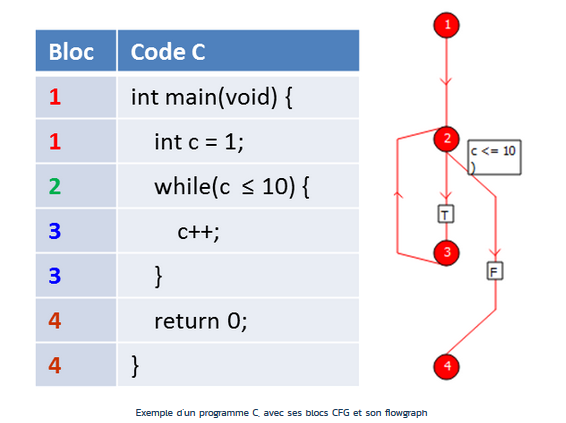 Bloc Code C
1 int main(void) {
1 int c = 1;
2 while(c ≤ 10) {
3 c++;
3 }
4 return 0;
4 }
1
2
c <= 10
)
T
3
F
4
Exemple d'un programme C, avec ses blocs CFG et son flowgraph